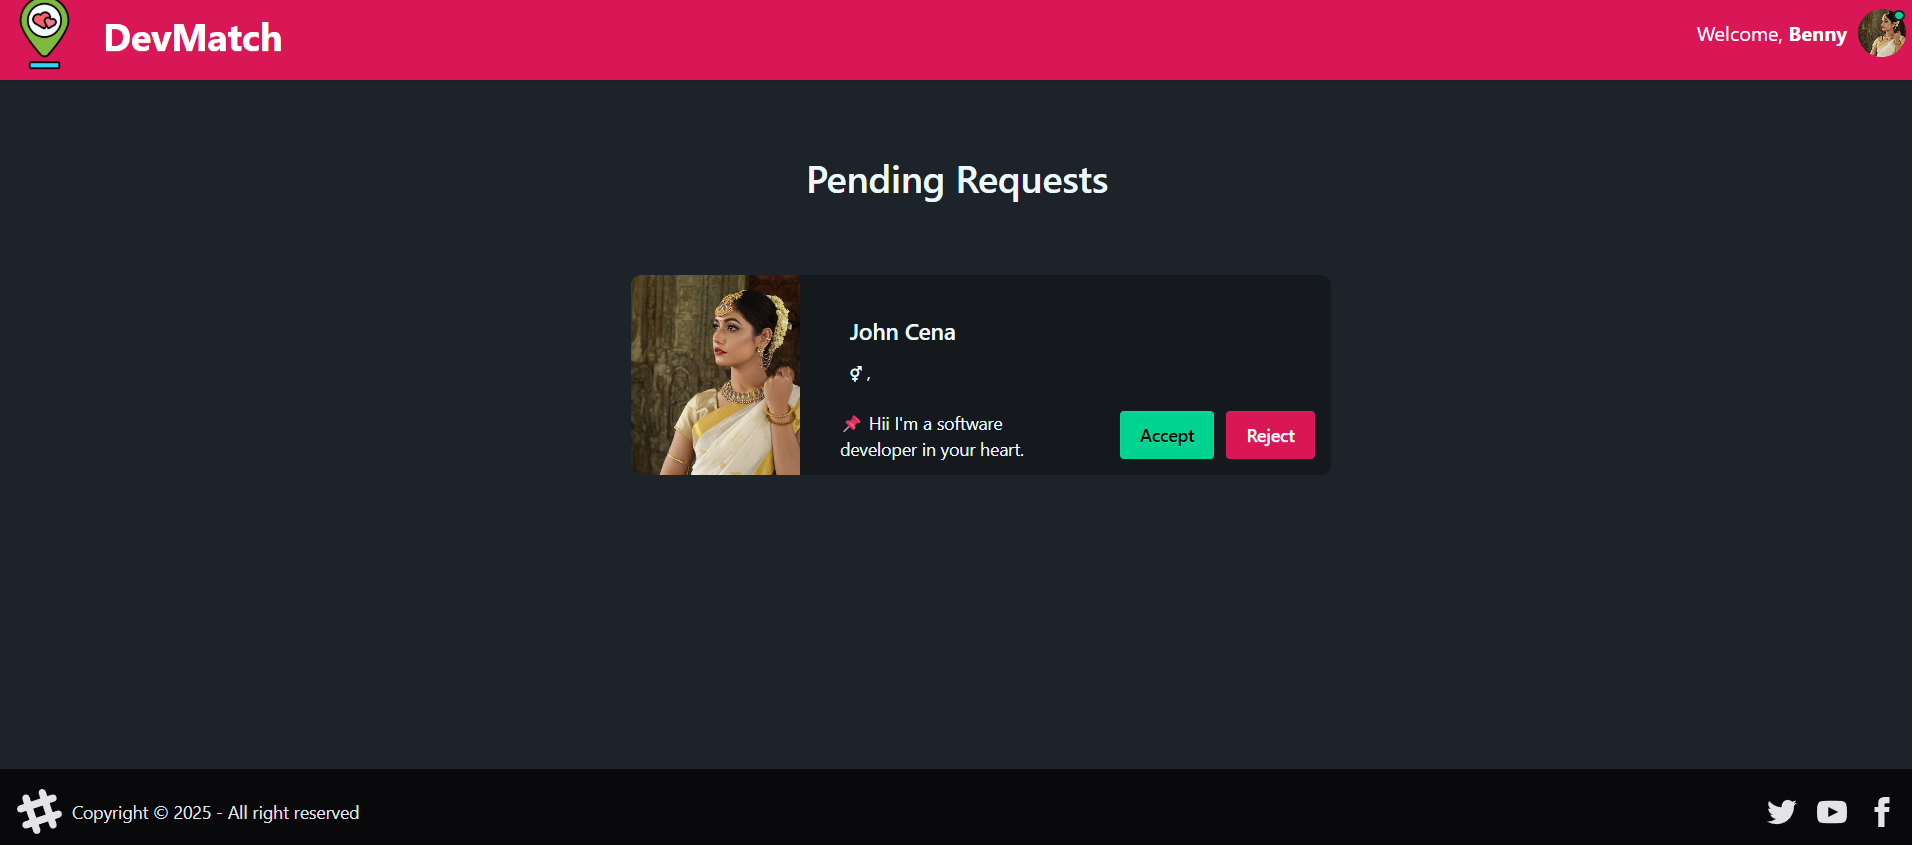 DevMatch
Welcome, Benny
Pending Requests
John Cena
⚥ ,
📌 Hii I'm a software
developer in your heart.
Accept
Reject
Copyright © 2025 - All right reserved